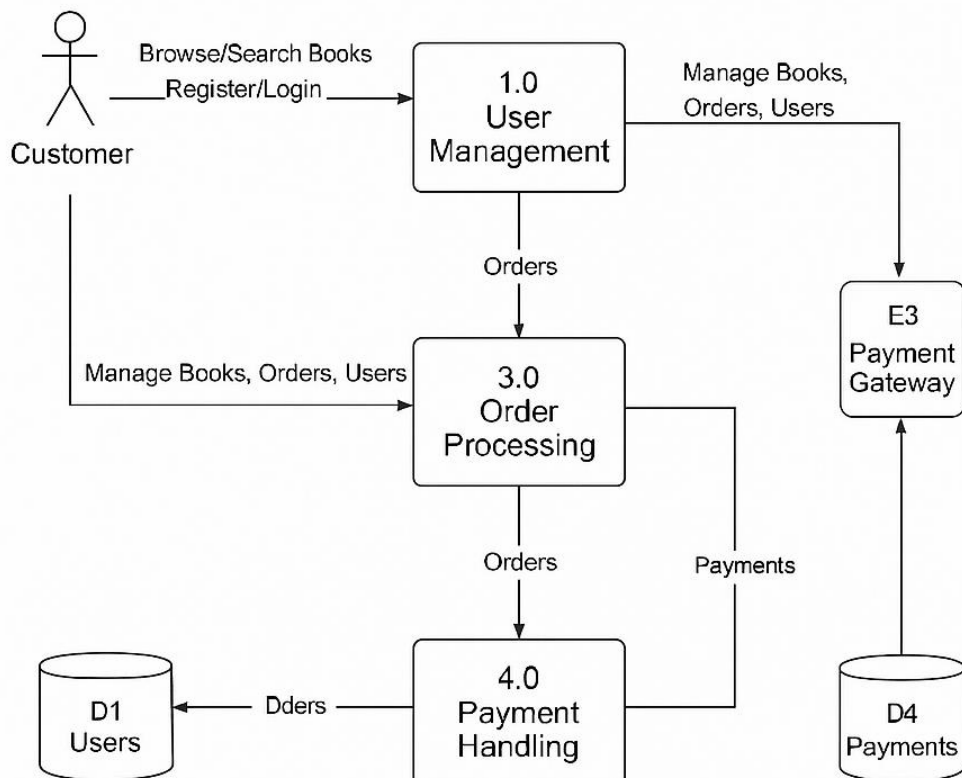 Customer
Browse/Search Books
Register/Login
1.0
User
Management
Manage Books,
Orders, Users
Orders
E3
Payment
Gateway
Manage Books, Orders, Users
3.0
Order
Processing
Orders
Payments
D1
Users
Dders
4.0
Payment
Handling
D4
Payments